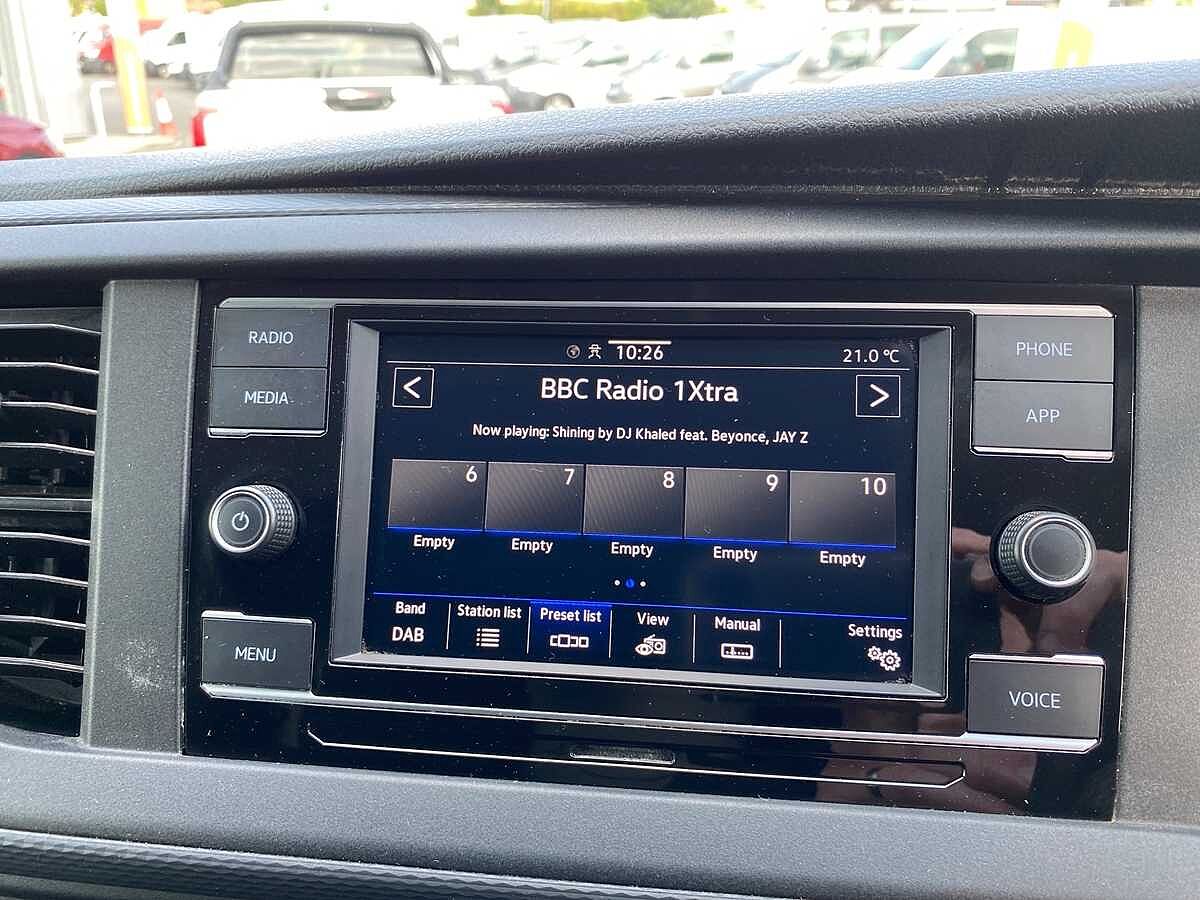 RADIO
MEDIA
MENU
10:26
21.0 °C
<
BBC Radio 1Xtra
>
Now playing: Shining by DJ Khaled feat. Beyonce, JAY Z
6 7 8 9 10
Empty Empty Empty Empty Empty
Band Station list Preset list View Manual Settings
DAB
PHONE
APP
VOICE